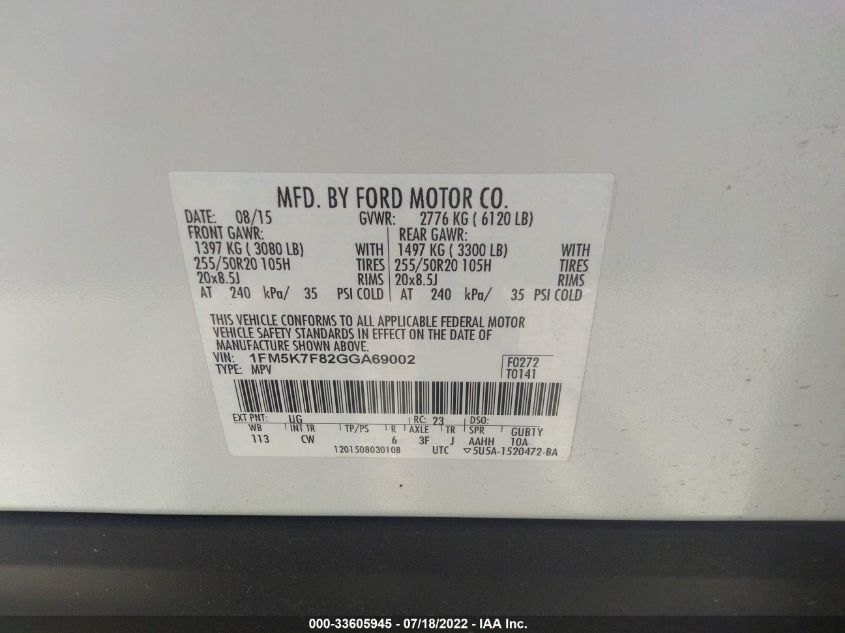 MFD. BY FORD MOTOR CO.
DATE: 08/15 GVWR: 2776 KG ( 6120 LB)
FRONT GAWR: REAR GAWR:
1397 KG ( 3080 LB) WITH 1497 KG ( 3300 LB) WITH
255/50R20 105H TIRES 255/50R20 105H TIRES
20x8.5J RIMS 20x8.5J RIMS
AT 240 kPa/ 35 PSI COLD AT 240 kPa/ 35 PSI COLD
THIS VEHICLE CONFORMS TO ALL APPLICABLE FEDERAL MOTOR
VEHICLE SAFETY STANDARDS IN EFFECT ON THE DATE OF
MANUFACTURE SHOWN ABOVE.
VIN: 1FM5K7F82GGA69002 F0272
TYPE: MPV T0141
EXT PNT: UG RC: 23 DSO:
WB INT TR TP/PS R AXLE TR SPR GUB1Y
113 CW 6 3F J AAHH 10A
1201508030108 UTC ▽5U5A-1520472-BA
000-33605945 - 07/18/2022 - IAA Inc.